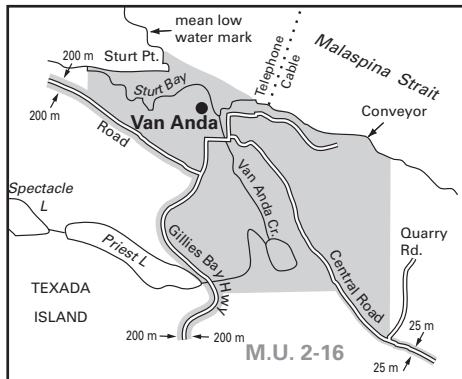 mean low
water mark
200 m
Sturt Pt.
Telephone
Cable
Malaspina Strait
Sturt Bay
Conveyor
200 m
Van Anda
Road
Spectacle
L
Van Anda Cr.
Priest L
Gillies Bay Hwy
Quarry
Rd.
Central Road
TEXADA
ISLAND
200 m
200 m
25 m
M.U. 2-16
25 m